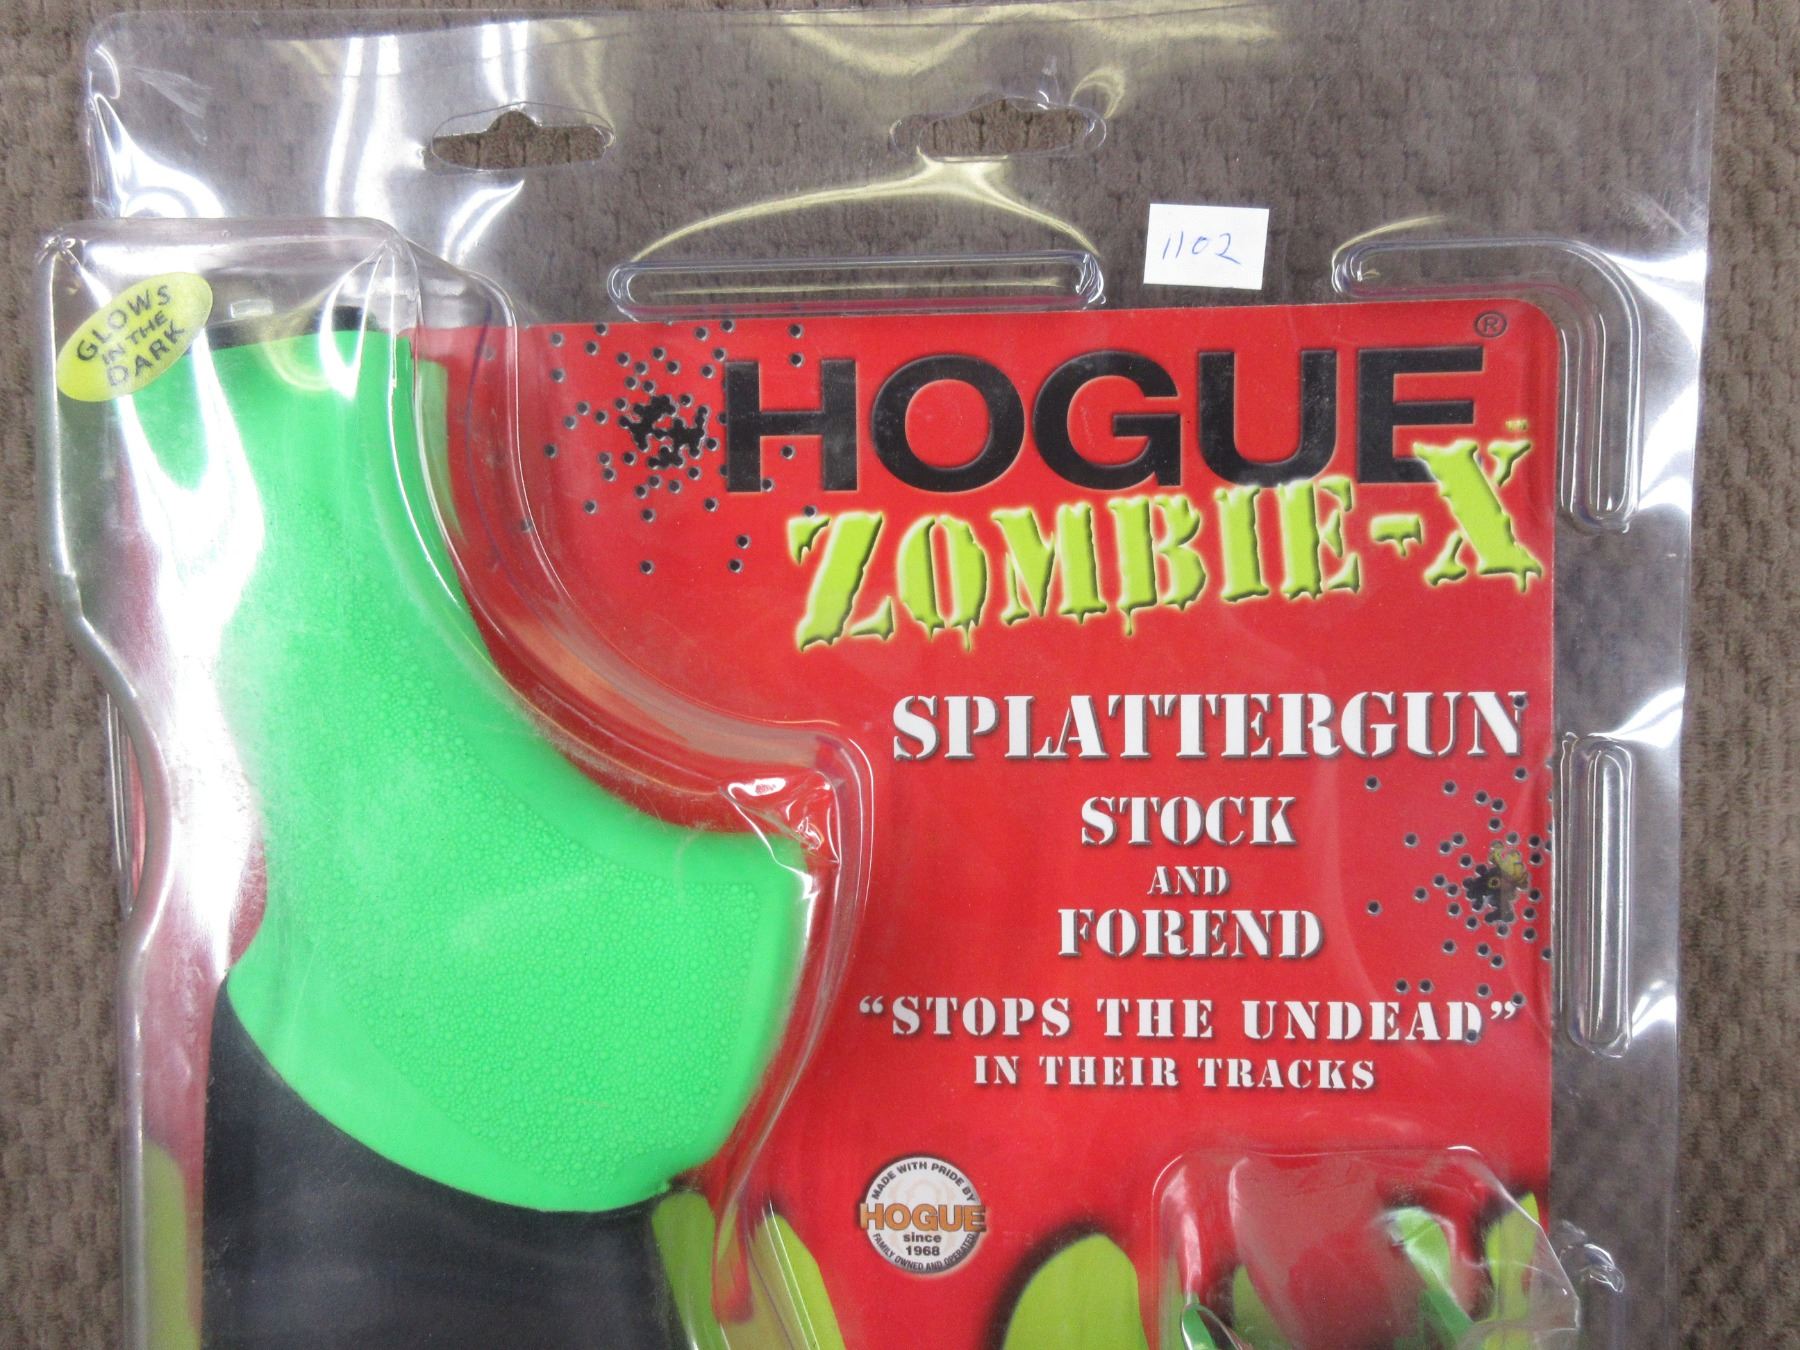 1102
GLOWS
IN THE
DARK
HOGUE®
ZOMBIE-X™
SPLATTERGUN
STOCK
AND
FOREND
"STOPS THE UNDEAD"
IN THEIR TRACKS
MADE WITH PRIDE BY
HOGUE
since
1968
FAMILY OWNED AND OPERATED